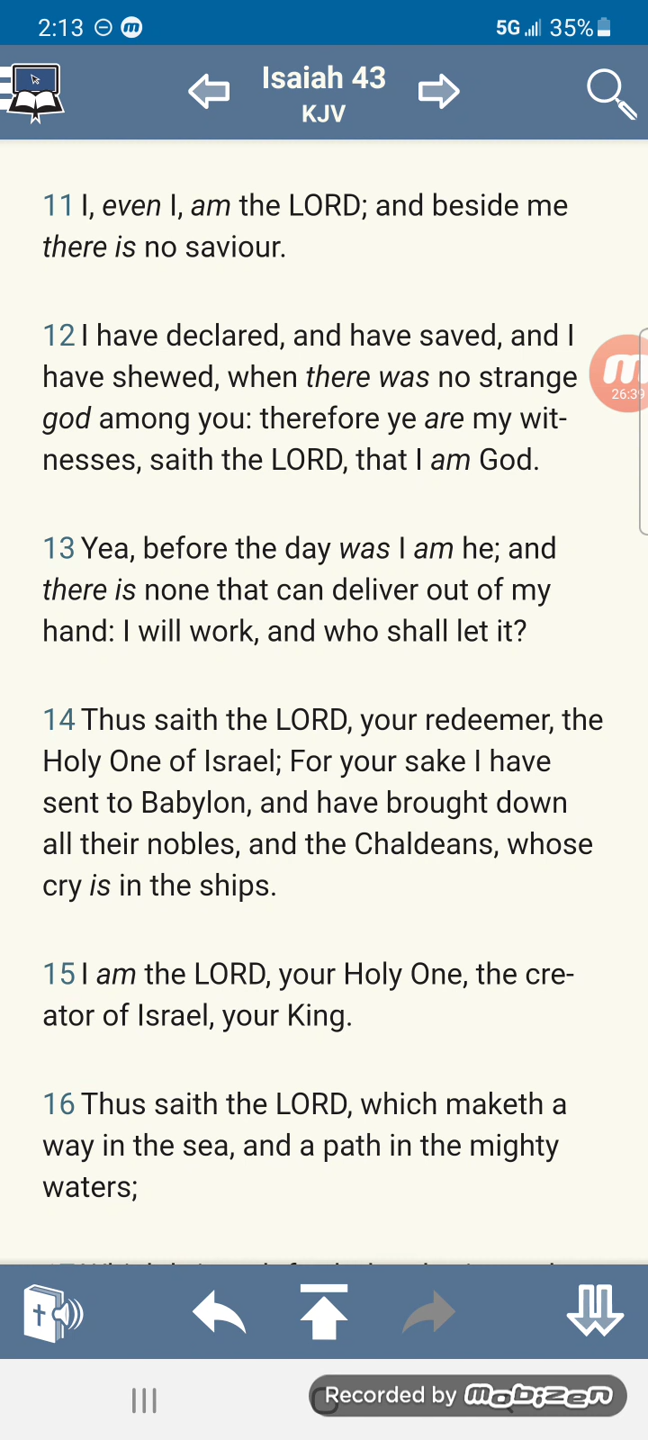 2:13
5G 35%
Isaiah 43
KJV
11 I, even I, am the LORD; and beside me
there is no saviour.
12 I have declared, and have saved, and I
have shewed, when there was no strange
god among you: therefore ye are my wit-
nesses, saith the LORD, that I am God.
13 Yea, before the day was I am he; and
there is none that can deliver out of my
hand: I will work, and who shall let it?
14 Thus saith the LORD, your redeemer, the
Holy One of Israel; For your sake I have
sent to Babylon, and have brought down
all their nobles, and the Chaldeans, whose
cry is in the ships.
15 I am the LORD, your Holy One, the cre-
ator of Israel, your King.
16 Thus saith the LORD, which maketh a
way in the sea, and a path in the mighty
waters;
26:39
Recorded by Mobizen